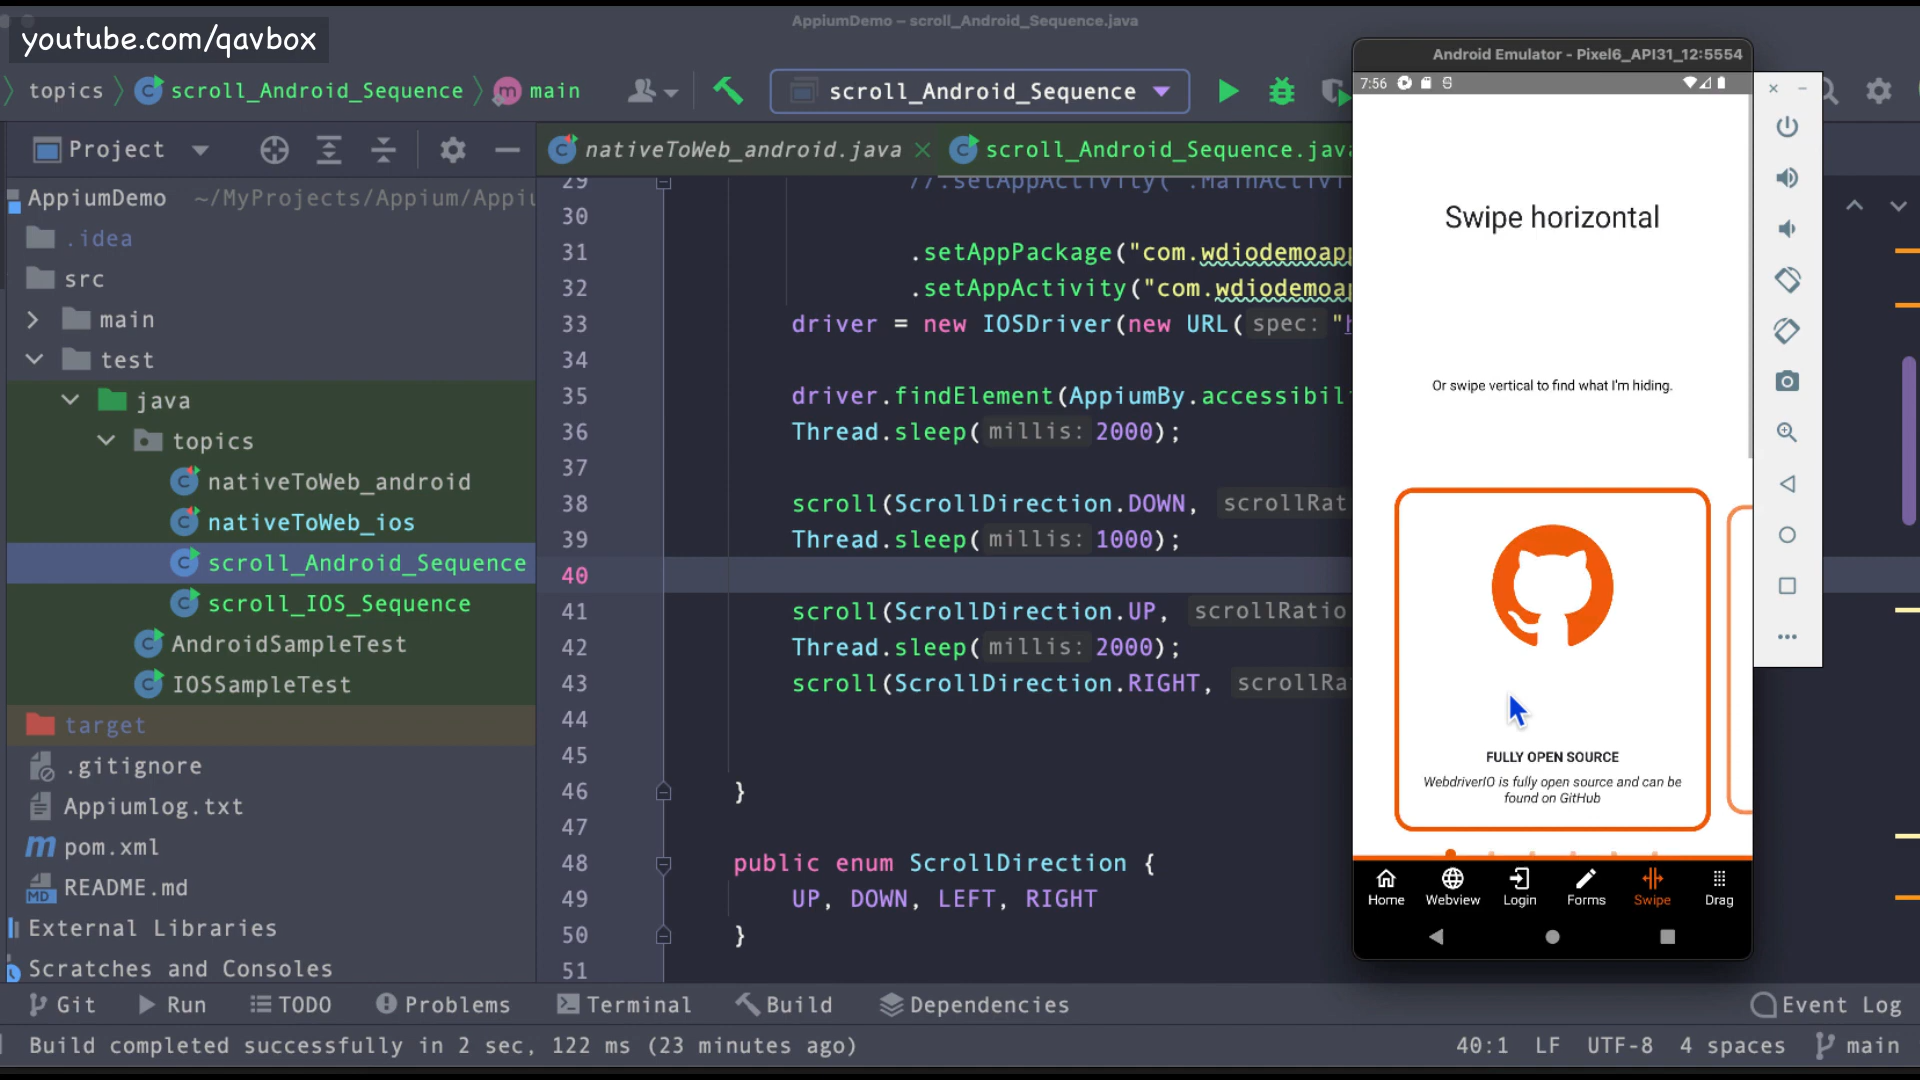 AppiumDemo – scroll_Android_Sequence.java
youtube.com/qavbox
topics scroll_Android_Sequence main
scroll_Android_Sequence
Project
nativeToWeb_android.java
scroll_Android_Sequence.java
AppiumDemo ~/MyProjects/Appium/Appiu
.idea
src
main
test
java
topics
nativeToWeb_android
nativeToWeb_ios
scroll_Android_Sequence
scroll_IOS_Sequence
AndroidSampleTest
IOSSampleTest
target
.gitignore
Appiumlog.txt
pom.xml
README.md
External Libraries
Scratches and Consoles
29 //.setAppActivity(".MainActivi
30
31 .setAppPackage("com.wdiodemoapp
32 .setAppActivity("com.wdiodemoap
33 driver = new IOSDriver(new URL( spec: "h
34
35 driver.findElement(AppiumBy.accessibil
36 Thread.sleep( millis: 2000);
37
38 scroll(ScrollDirection.DOWN, scrollRat
39 Thread.sleep( millis: 1000);
40
41 scroll(ScrollDirection.UP, scrollRatio
42 Thread.sleep( millis: 2000);
43 scroll(ScrollDirection.RIGHT, scrollRa
44
45
46 }
47
48 public enum ScrollDirection {
49 UP, DOWN, LEFT, RIGHT
50 }
51
Android Emulator - Pixel6_API31_12:5554
7:56
Swipe horizontal
Or swipe vertical to find what I'm hiding.
FULLY OPEN SOURCE
WebdriverIO is fully open source and can be
found on GitHub
Home Webview Login Forms Swipe Drag
Git Run TODO Problems Terminal Build Dependencies Event Log
Build completed successfully in 2 sec, 122 ms (23 minutes ago) 40:1 LF UTF-8 4 spaces main